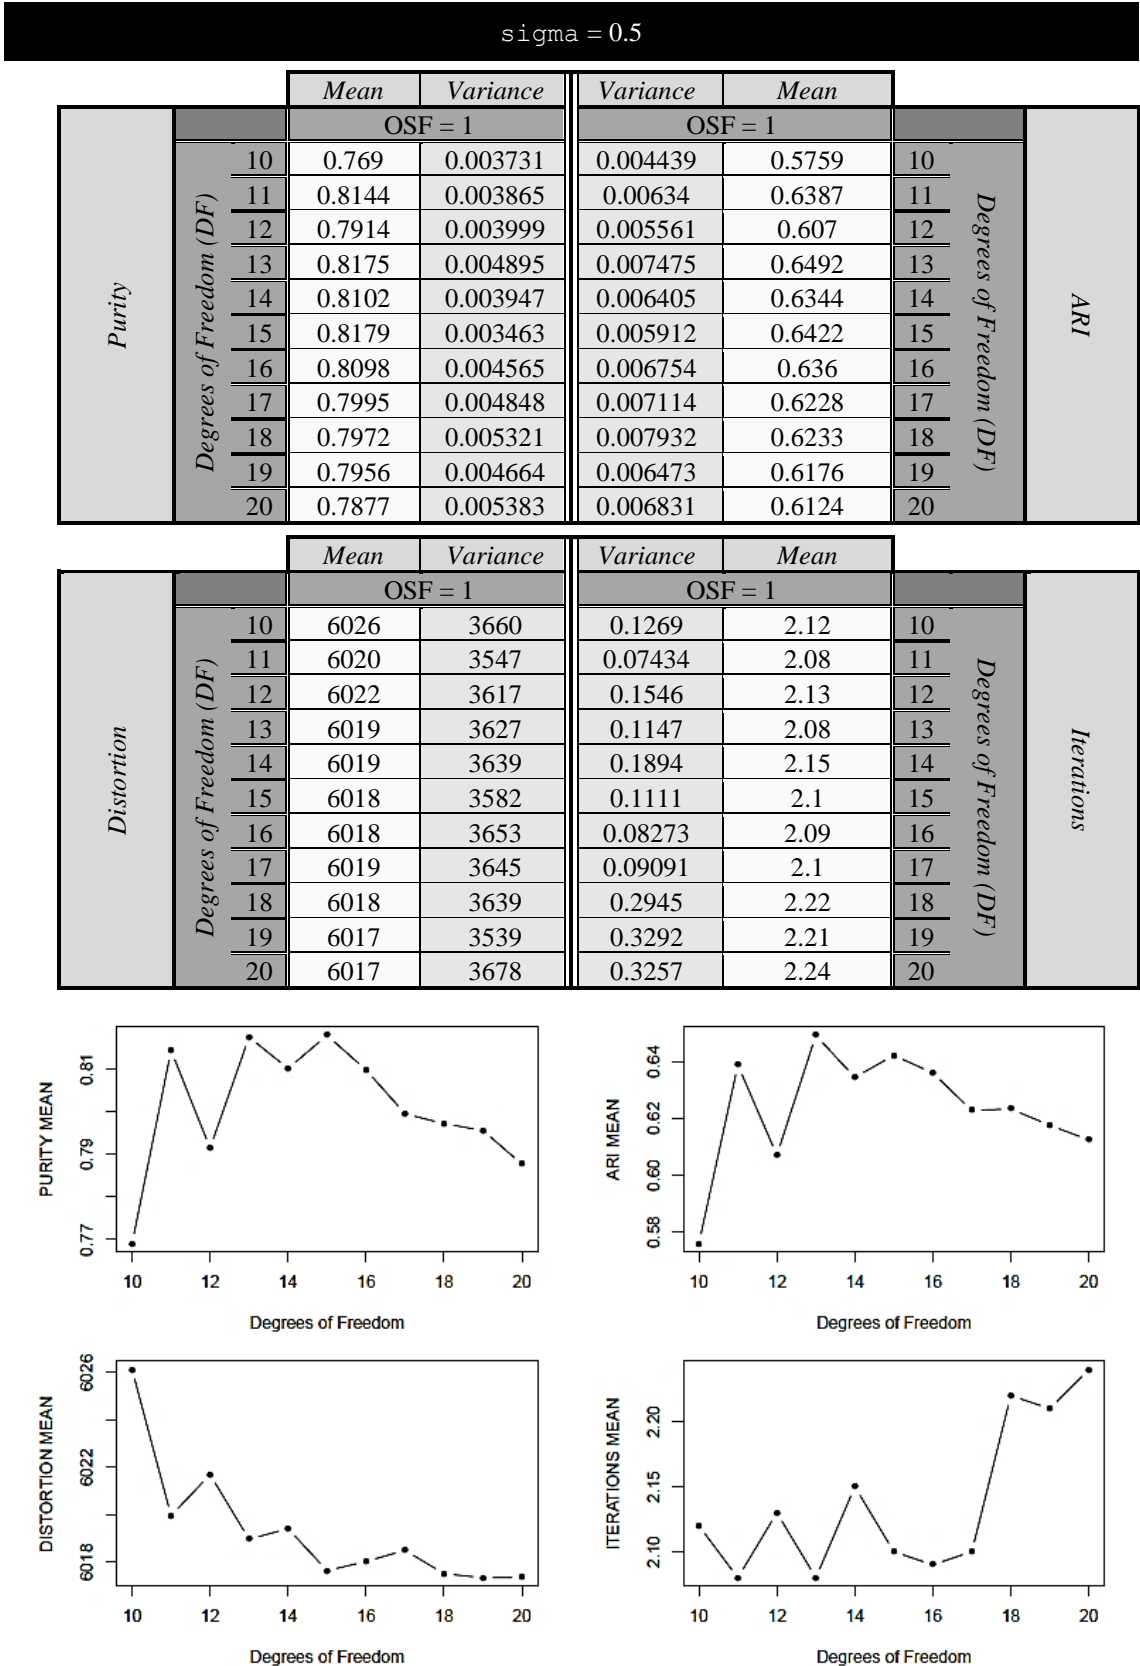 sigma = 0.5
Mean Variance Variance Mean
OSF = 1 OSF = 1
Purity
Degrees of Freedom (DF)
10 0.769 0.003731 0.004439 0.5759 10
11 0.8144 0.003865 0.00634 0.6387 11
12 0.7914 0.003999 0.005561 0.607 12
13 0.8175 0.004895 0.007475 0.6492 13
14 0.8102 0.003947 0.006405 0.6344 14
15 0.8179 0.003463 0.005912 0.6422 15
16 0.8098 0.004565 0.006754 0.636 16
17 0.7995 0.004848 0.007114 0.6228 17
18 0.7972 0.005321 0.007932 0.6233 18
19 0.7956 0.004664 0.006473 0.6176 19
20 0.7877 0.005383 0.006831 0.6124 20
Degrees of Freedom (DF)
ARI
Mean Variance Variance Mean
OSF = 1 OSF = 1
Distortion
Degrees of Freedom (DF)
10 6026 3660 0.1269 2.12 10
11 6020 3547 0.07434 2.08 11
12 6022 3617 0.1546 2.13 12
13 6019 3627 0.1147 2.08 13
14 6019 3639 0.1894 2.15 14
15 6018 3582 0.1111 2.1 15
16 6018 3653 0.08273 2.09 16
17 6019 3645 0.09091 2.1 17
18 6018 3639 0.2945 2.22 18
19 6017 3539 0.3292 2.21 19
20 6017 3678 0.3257 2.24 20
Degrees of Freedom (DF)
Iterations
PURITY MEAN
0.77 0.79 0.81
10 12 14 16 18 20
Degrees of Freedom
ARI MEAN
0.58 0.60 0.62 0.64
10 12 14 16 18 20
Degrees of Freedom
DISTORTION MEAN
6018 6022 6026
10 12 14 16 18 20
Degrees of Freedom
ITERATIONS MEAN
2.10 2.15 2.20
10 12 14 16 18 20
Degrees of Freedom